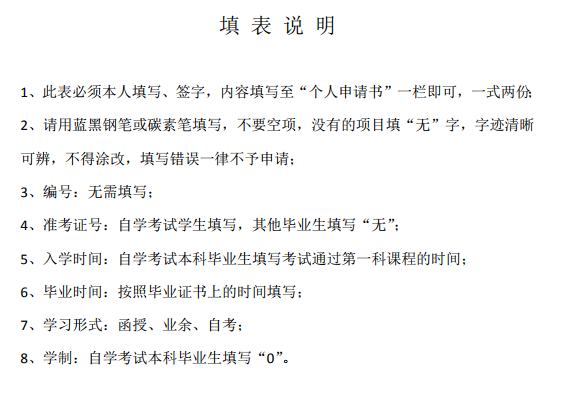 填 表 说 明
1、此表必须本人填写、签字，内容填写至“个人申请书”一栏即可，一式两份;
2、请用蓝黑钢笔或碳素笔填写，不要空项，没有的项目填“无”字，字迹清晰
可辨，不得涂改，填写错误一律不予申请；
3、编号：无需填写；
4、准考证号：自学考试学生填写，其他毕业生填写“无”；
5、入学时间：自学考试本科毕业生填写考试通过第一科课程的时间；
6、毕业时间：按照毕业证书上的时间填写；
7、学习形式：函授、业余、自考；
8、学制：自学考试本科毕业生填写“0”。